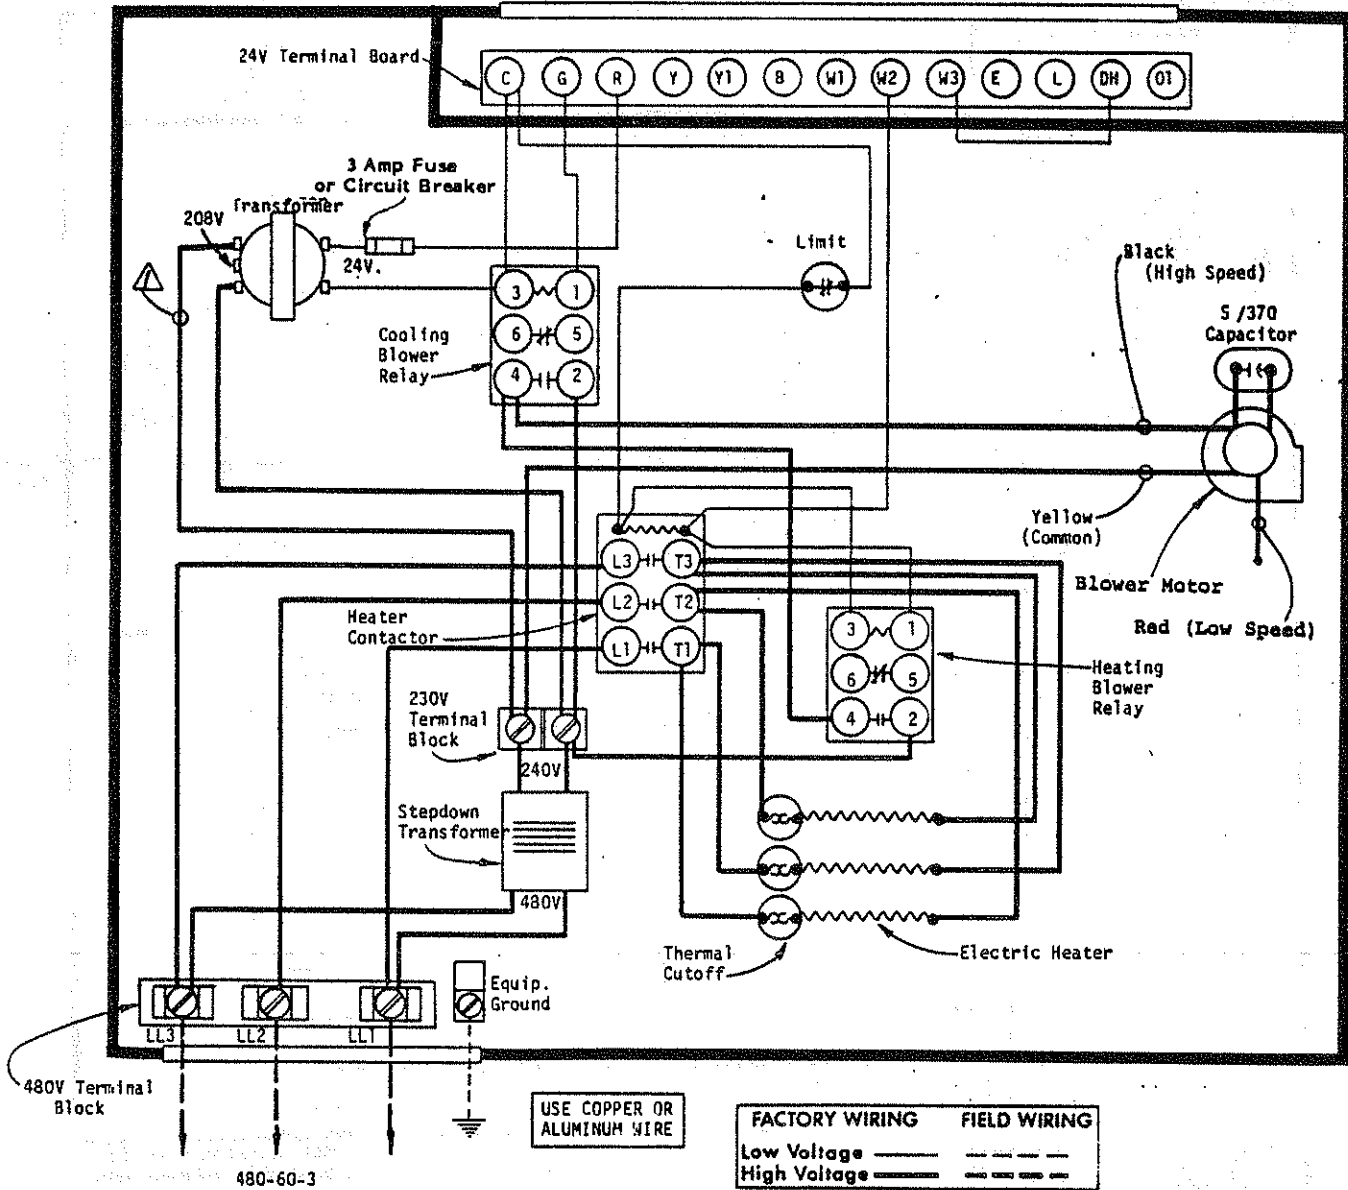 24V Terminal Board
C G R Y Y1 B W1 W2 W3 E L DH O1
3 Amp Fuse
or Circuit Breaker
Transformer
208V
24V.
Limit
Black
(High Speed)
5 /370
Capacitor
3 1
6 5
4 2
Cooling
Blower
Relay
Yellow
(Common)
Blower Motor
Red (Low Speed)
L3 T3
L2 T2
L1 T1
Heater
Contactor
3 1
6 5
4 2
Heating
Blower
Relay
230V
Terminal
Block
240V
Stepdown
Transformer
480V
Thermal
Cutoff
Electric Heater
Equip.
Ground
LL3 LL2 LL1
480V Terminal
Block
480-60-3
USE COPPER OR
ALUMINUM WIRE
FACTORY WIRING FIELD WIRING
Low Voltage
High Voltage